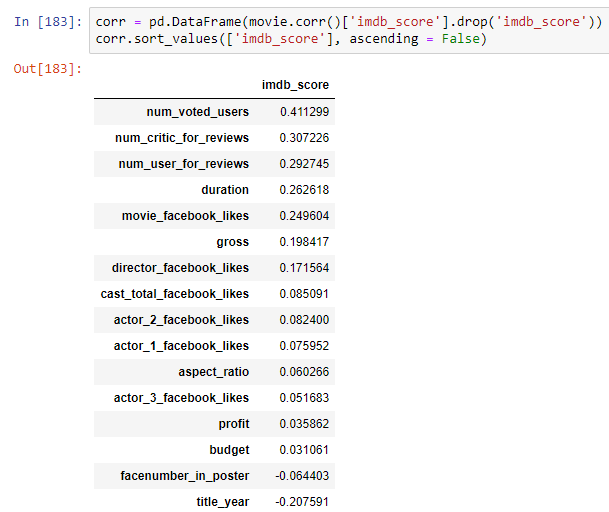 In [183]: corr = pd.DataFrame(movie.corr()['imdb_score'].drop('imdb_score'))
corr.sort_values(['imdb_score'], ascending = False)
Out[183]:
imdb_score
num_voted_users 0.411299
num_critic_for_reviews 0.307226
num_user_for_reviews 0.292745
duration 0.262618
movie_facebook_likes 0.249604
gross 0.198417
director_facebook_likes 0.171564
cast_total_facebook_likes 0.085091
actor_2_facebook_likes 0.082400
actor_1_facebook_likes 0.075952
aspect_ratio 0.060266
actor_3_facebook_likes 0.051683
profit 0.035862
budget 0.031061
facenumber_in_poster -0.064403
title_year -0.207591